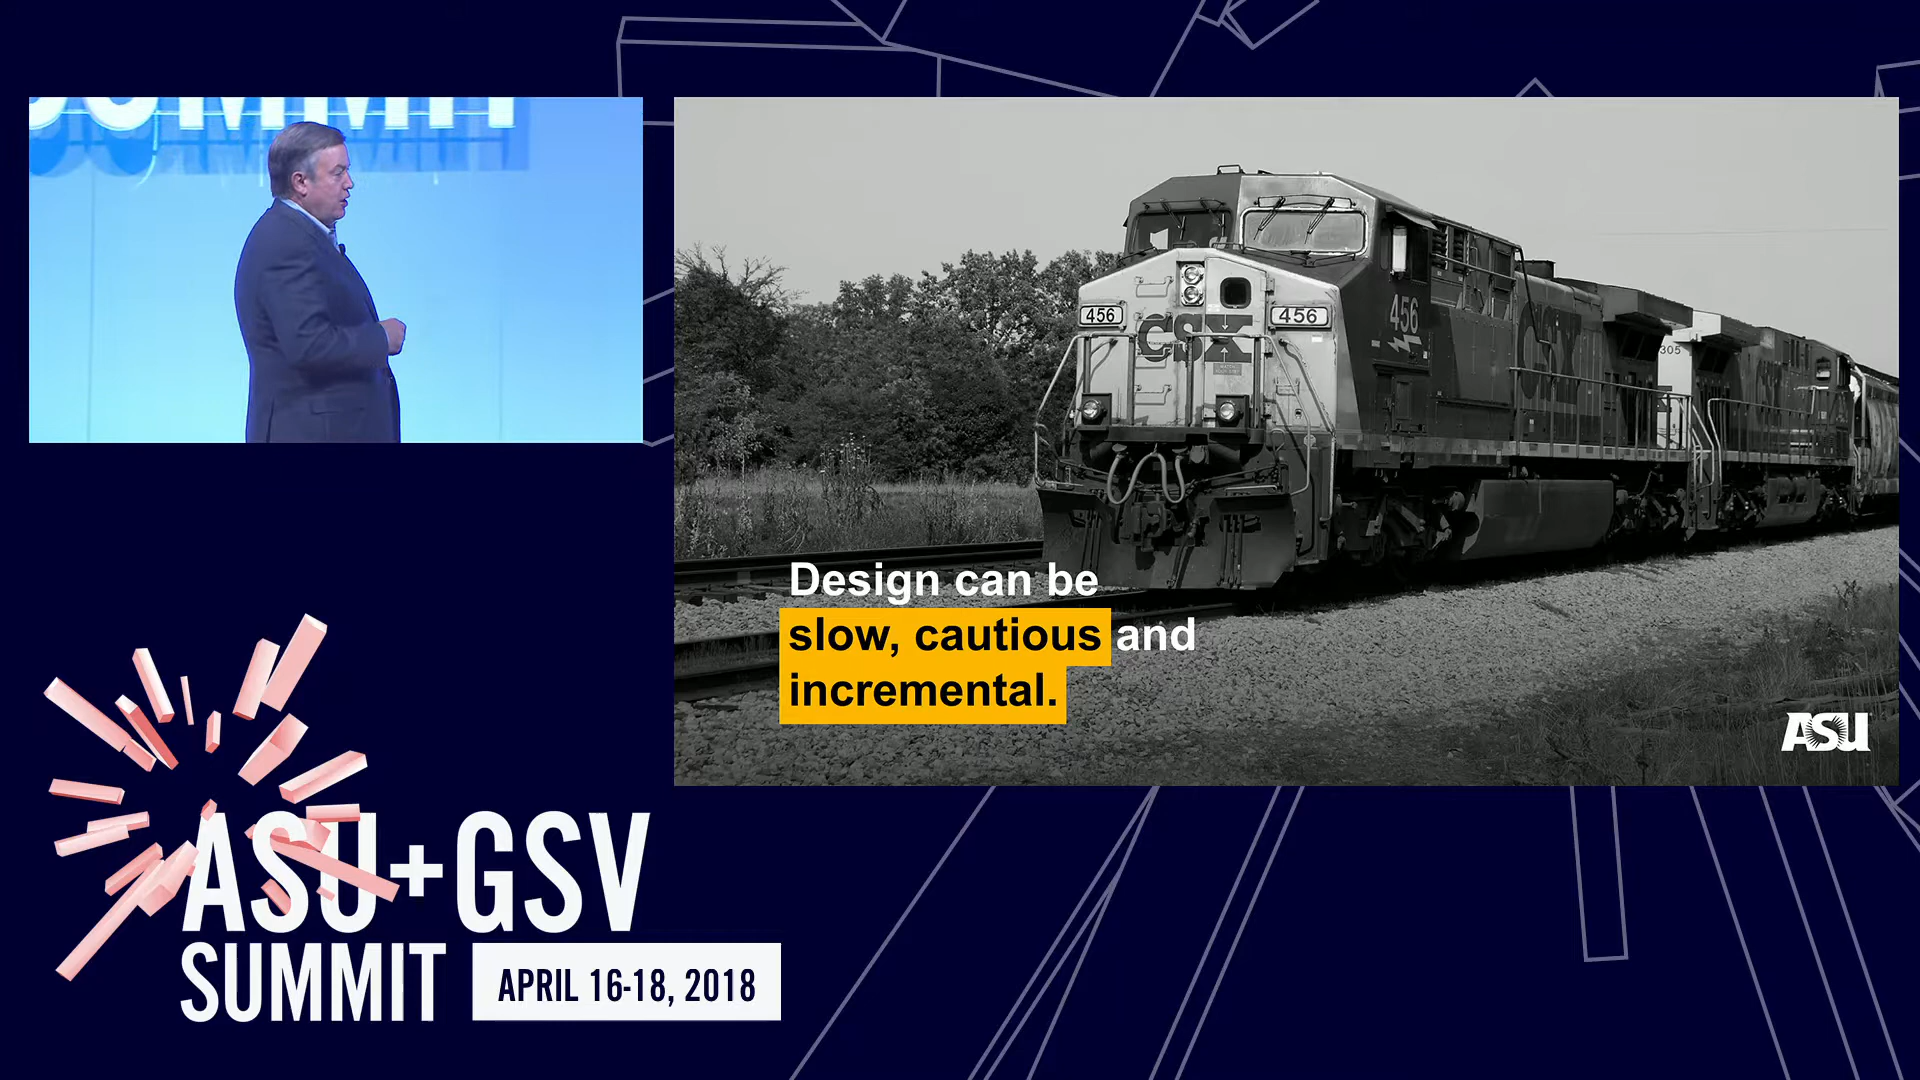 SUMMIT
456
CSX
456
456
CSX
305
Design can be
slow, cautious and
incremental.
ASU
ASU+GSV
SUMMIT
APRIL 16-18, 2018